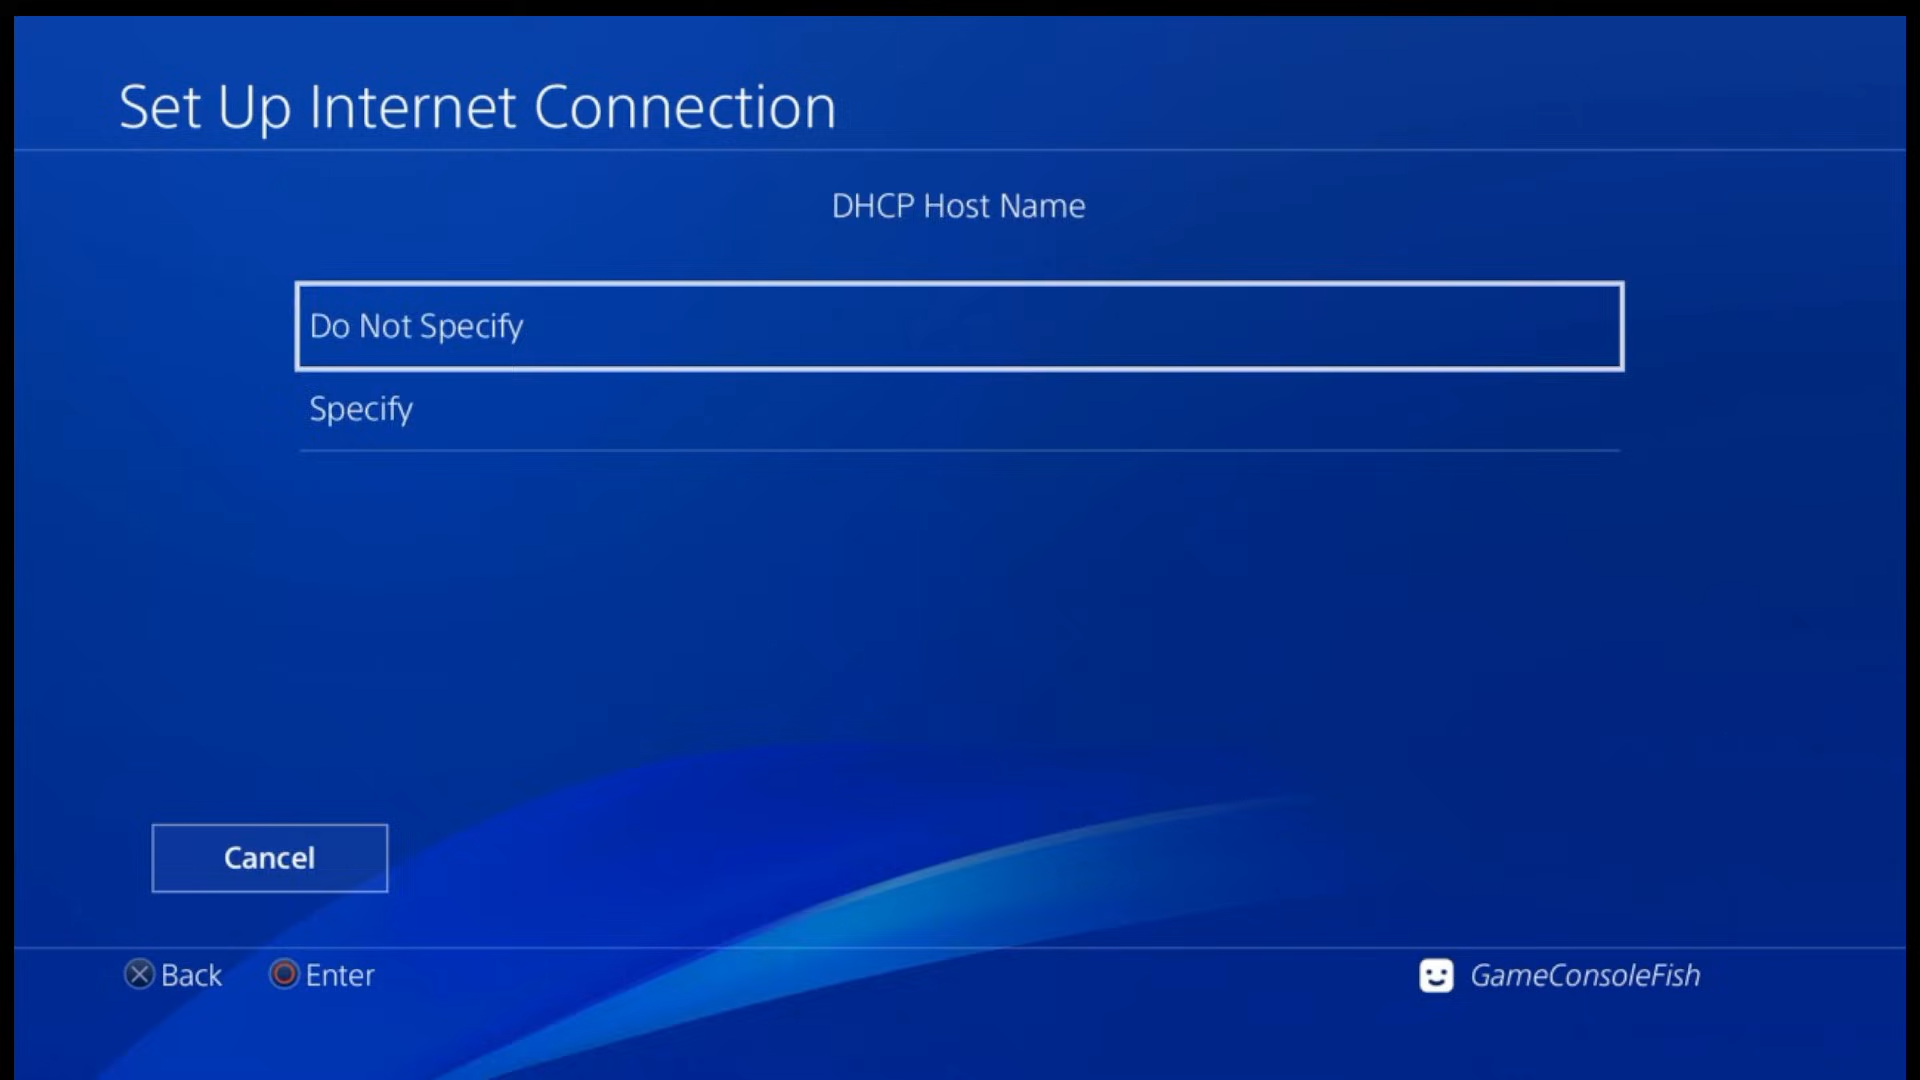 Set Up Internet Connection
DHCP Host Name
Do Not Specify
Specify
Cancel
Back
Enter
GameConsoleFish